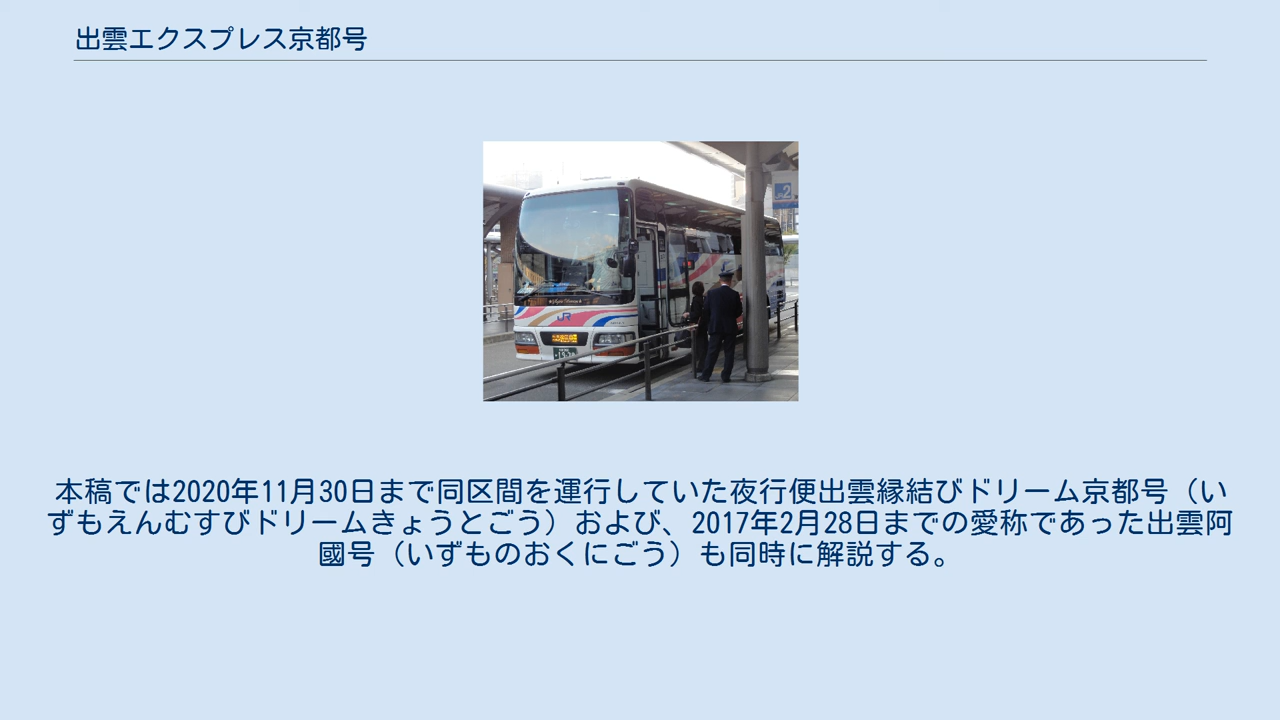 出雲エクスプレス京都号
2
JR
本稿では2020年11月30日まで同区間を運行していた夜行便出雲縁結びドリーム京都号（い
ずもえんむすびドリームきょうとごう）および、2017年2月28日までの愛称であった出雲阿
國号（いずものおくにごう）も同時に解説する。